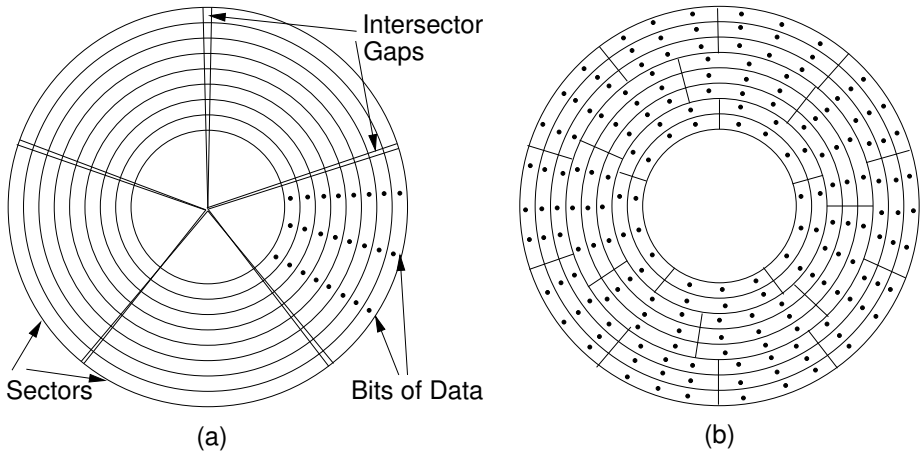 Intersector
Gaps
Sectors
Bits of Data
(a)
(b)